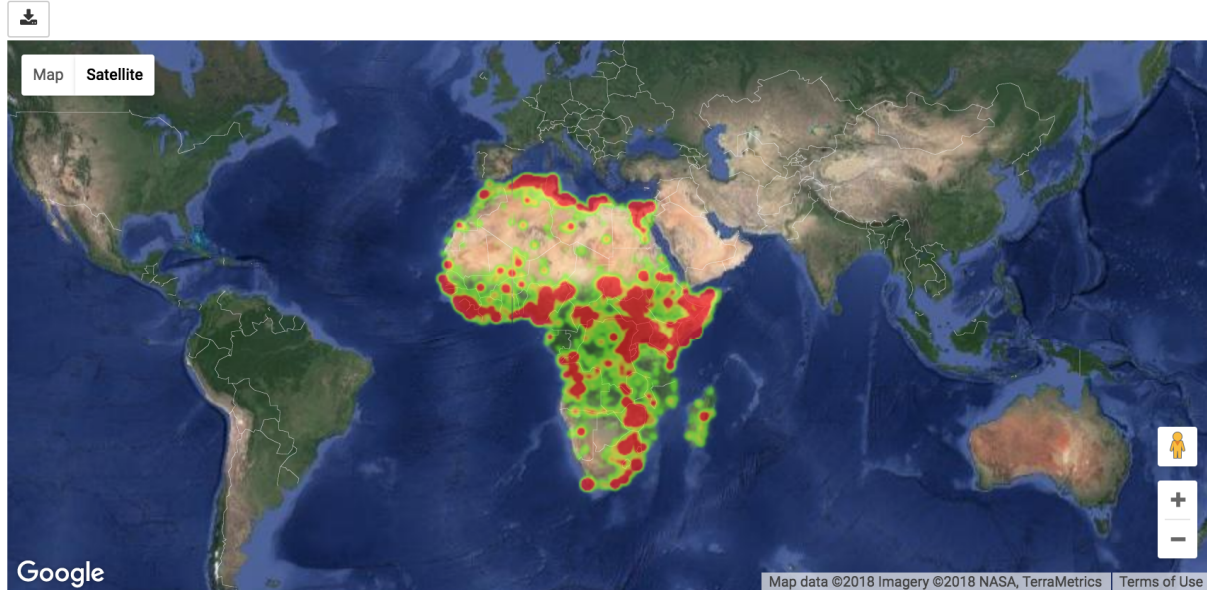 Map Satellite
Google
Map data ©2018 Imagery ©2018 NASA, TerraMetrics Terms of Use